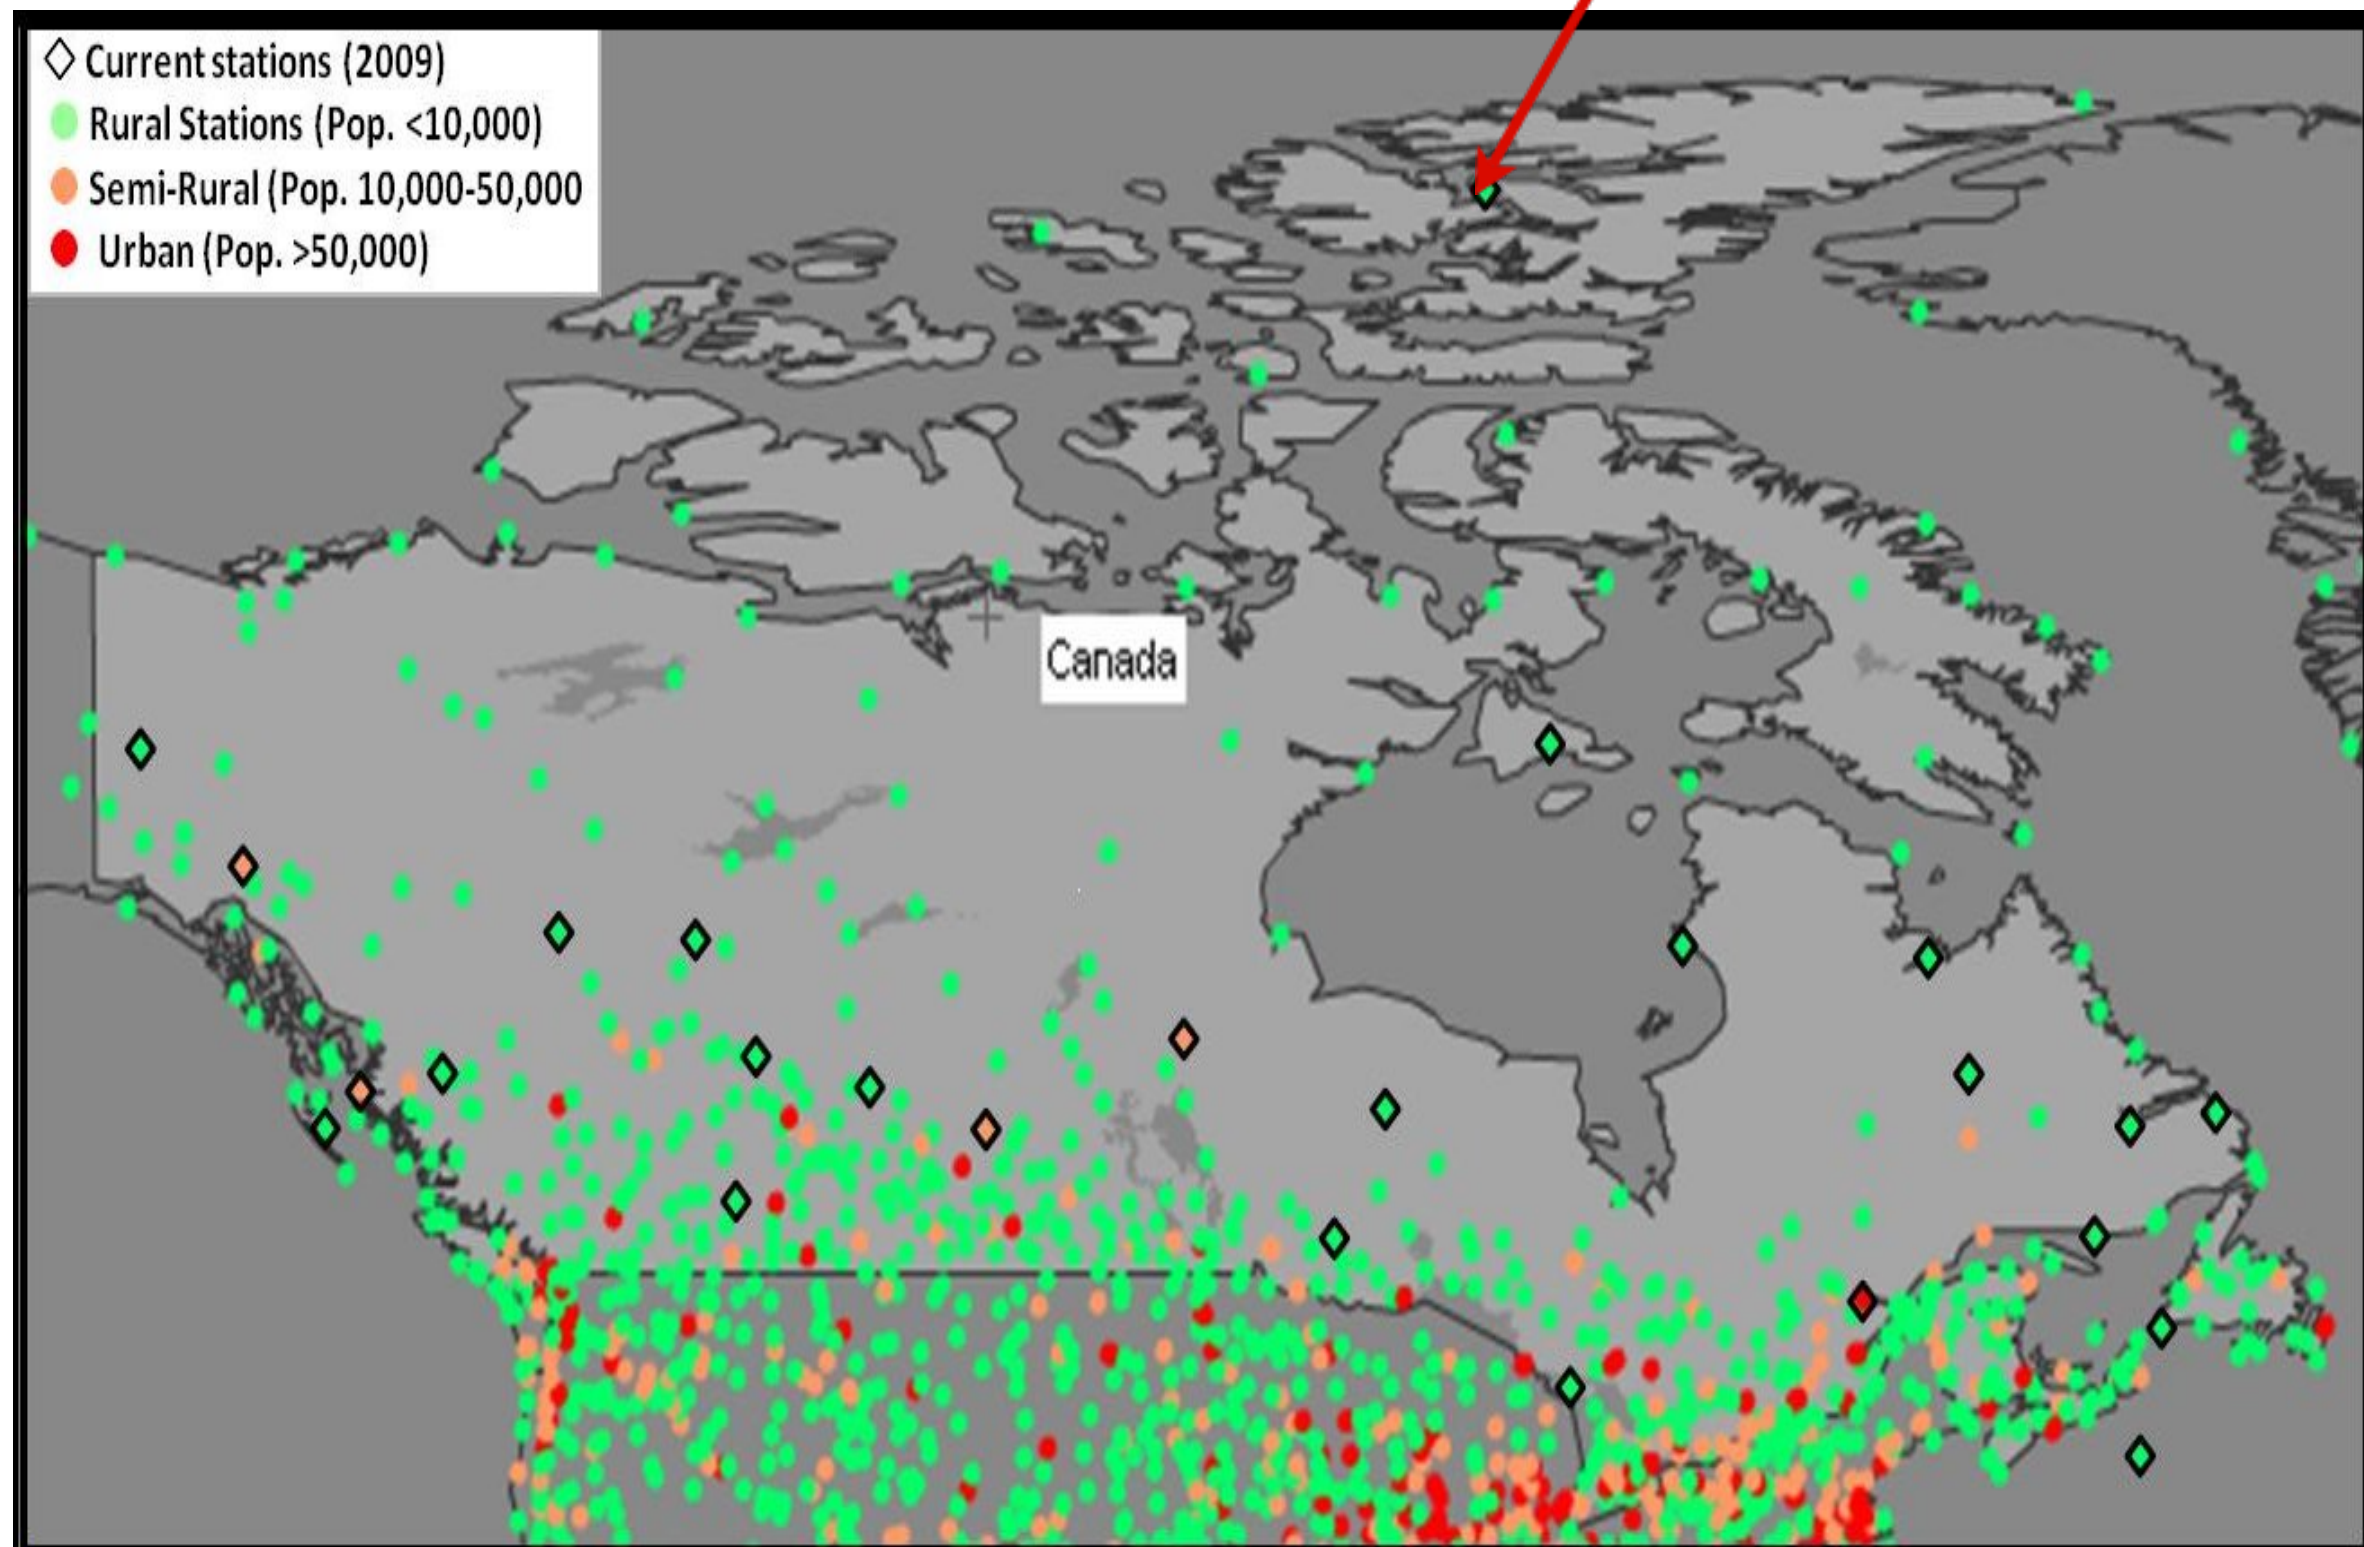 Current stations (2009)
Rural Stations (Pop. <10,000)
Semi-Rural (Pop. 10,000-50,000
Urban (Pop. >50,000)
Canada